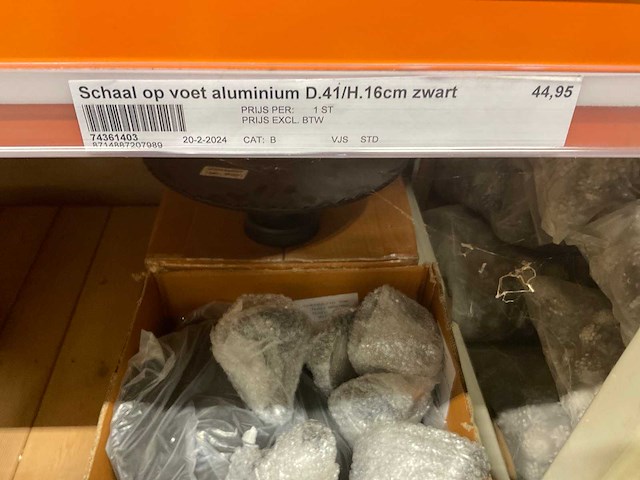 Schaal op voet aluminium D.41/H.16cm zwart 44,95
PRIJS PER: 1 ST
PRIJS EXCL. BTW
74361403 20-2-2024 CAT: B VJS STD
8714887207989